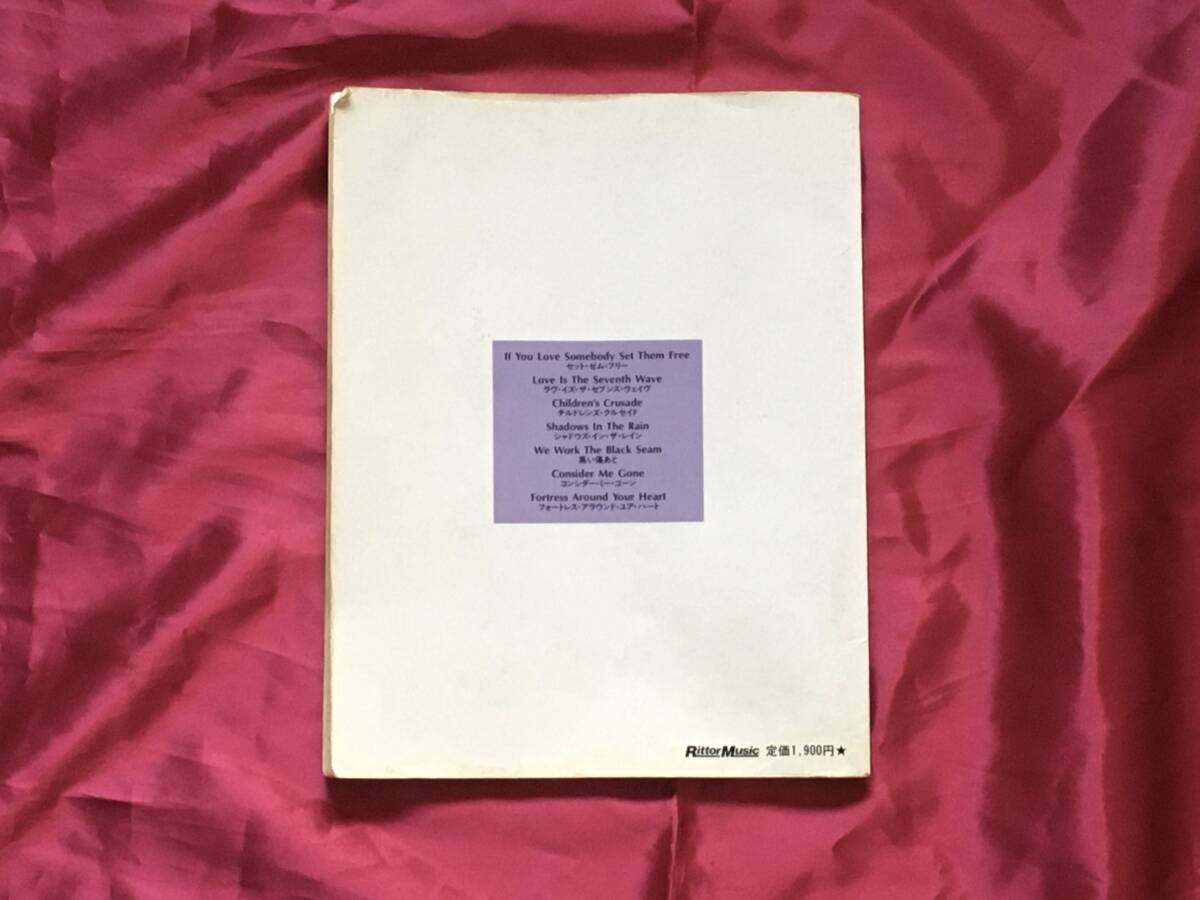 If You Love Somebody Set Them Free
セット・ゼム・フリー
Love Is The Seventh Wave
ラヴ・イズ・ザ・セブンス・ウェイヴ
Children's Crusade
チルドレンズ・クルセイド
Shadows In The Rain
シャドウズ・イン・ザ・レイン
We Work The Black Seam
黒い傷あと
Consider Me Gone
コンシダー・ミー・ゴーン
Fortress Around Your Heart
フォートレス・アラウンド・ユア・ハート
RittorMusic 定価1,900円★